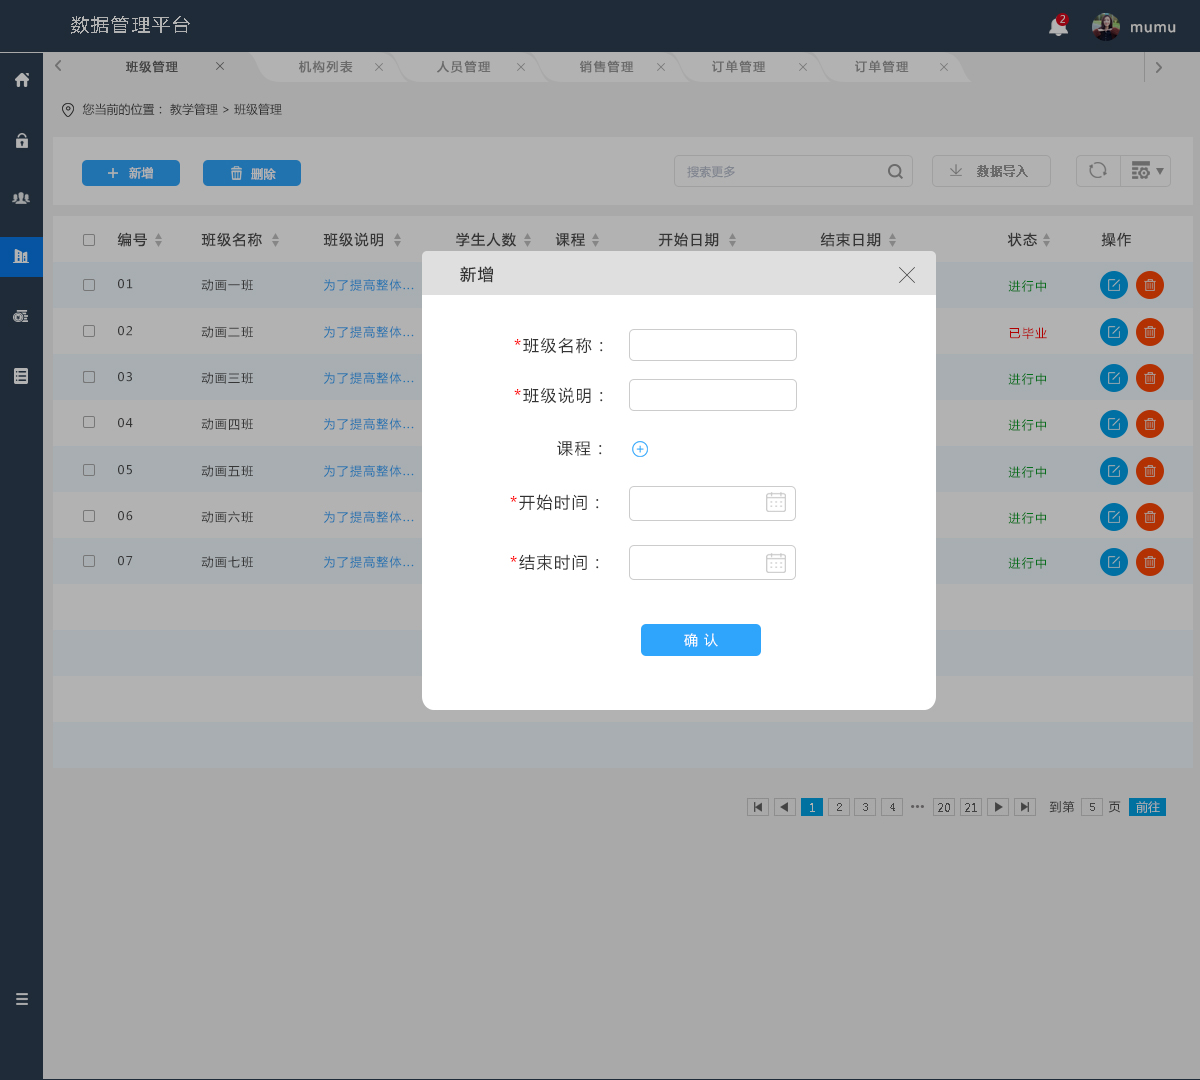 数据管理平台
2
mumu
班级管理 机构列表 人员管理 销售管理 订单管理 订单管理
您当前的位置： 教学管理 > 班级管理
新增 删除 搜索更多 数据导入
编号 班级名称 班级说明 学生人数 课程 开始日期 结束日期 状态 操作
新增
01 动画一班 为了提高整体... 进行中
02 动画二班 为了提高整体... 已毕业
03 动画三班 为了提高整体... 进行中
04 动画四班 为了提高整体... 进行中
05 动画五班 为了提高整体... 进行中
06 动画六班 为了提高整体... 进行中
07 动画七班 为了提高整体... 进行中
*班级名称：
*班级说明：
课程：
*开始时间：
*结束时间：
确 认
1 2 3 4 ••• 20 21 到第 5 页 前往